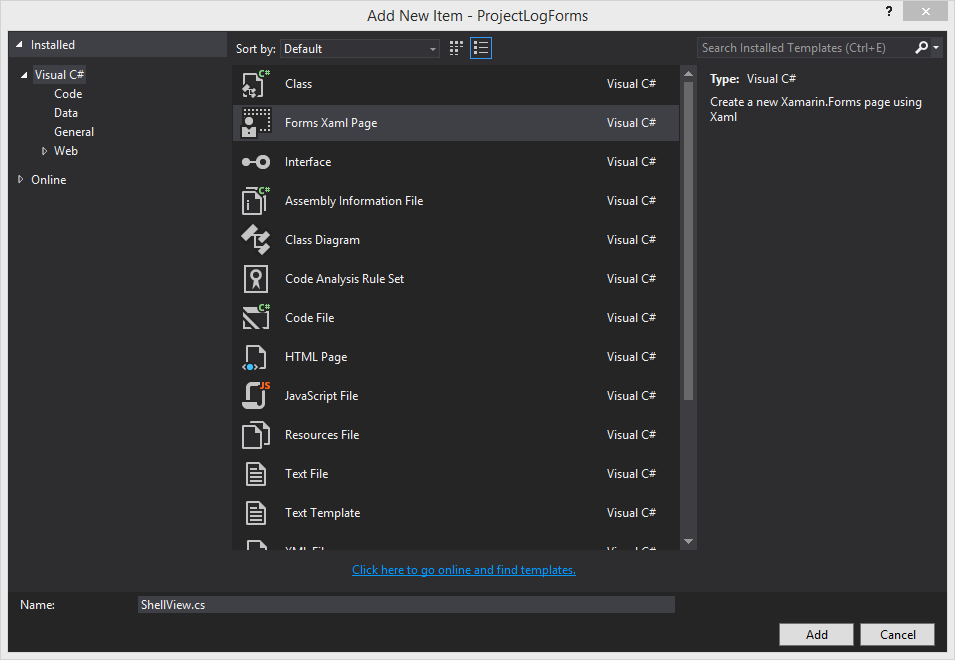 Add New Item - ProjectLogForms
?
Installed
Sort by: Default
Search Installed Templates (Ctrl+E)
Visual C#
Code
Data
General
Web
Online
C#
Class Visual C#
Forms Xaml Page Visual C#
Interface Visual C#
C#
Assembly Information File Visual C#
Class Diagram Visual C#
Code Analysis Rule Set Visual C#
C#
Code File Visual C#
HTML Page Visual C#
JS
JavaScript File Visual C#
Resources File Visual C#
Text File Visual C#
Text Template Visual C#
Type: Visual C#
Create a new Xamarin.Forms page using
Xaml
Click here to go online and find templates.
Name: ShellView.cs
Add Cancel